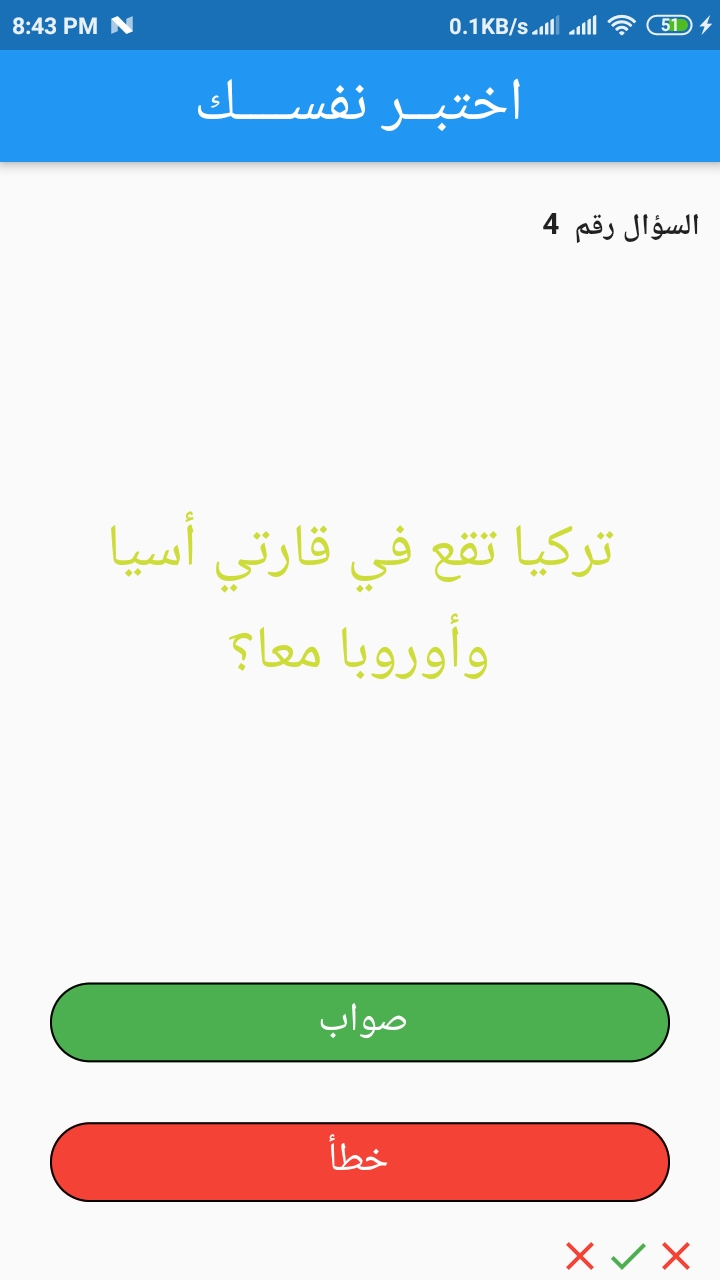 8:43 PM 0.1KB/s 51
اختبـــر نفســـــك
السؤال رقم 4
تركيا تقع في قارتي أسيا
وأوروبا معا؟
صواب
خطأ